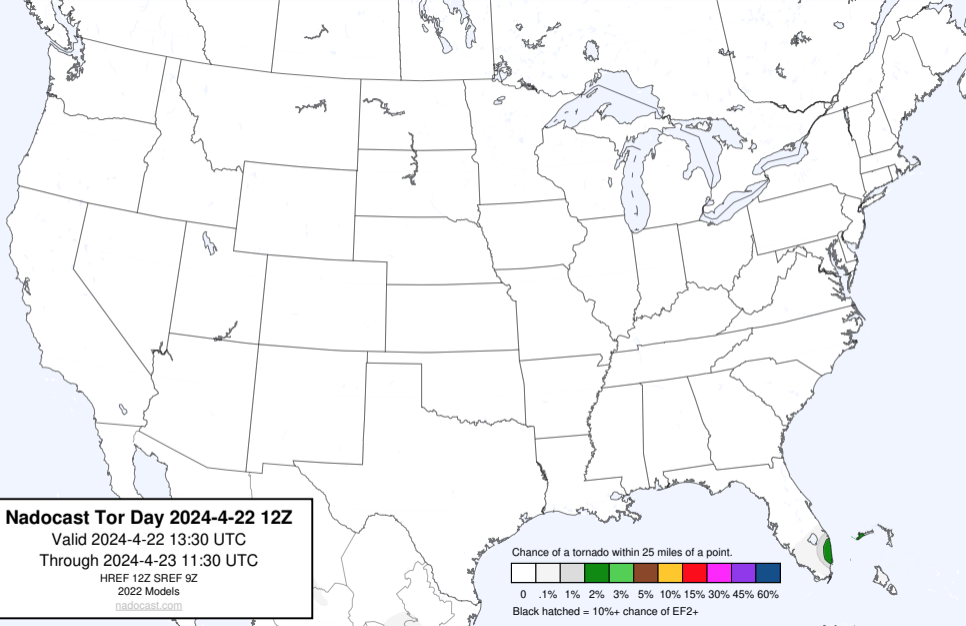 Nadocast Tor Day 2024-4-22 12Z
Valid 2024-4-22 13:30 UTC
Through 2024-4-23 11:30 UTC
HREF 12Z SREF 9Z
2022 Models
nadocast.com
Chance of a tornado within 25 miles of a point.
0 .1% 1% 2% 3% 5% 10% 15% 30% 45% 60%
Black hatched = 10%+ chance of EF2+